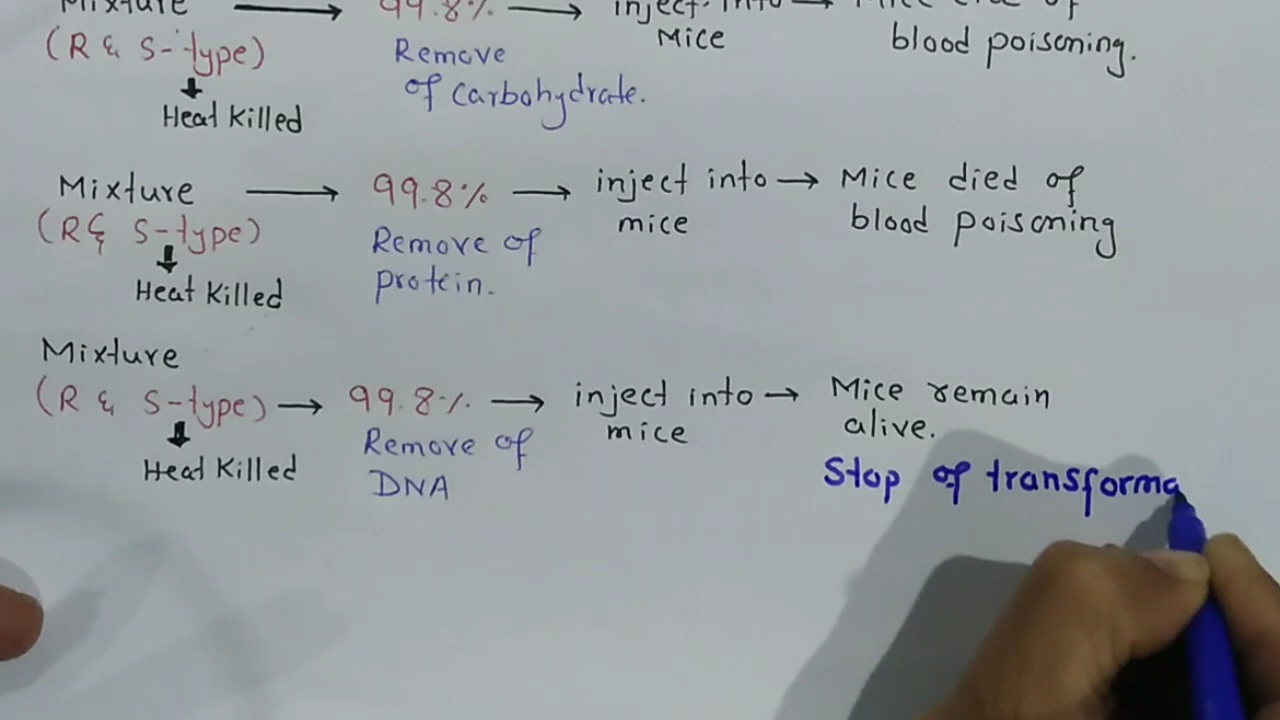 Mixture → 99.8% → inject into → Mice died of
(R & S-type) Remove Mice blood poisoning.
↓ of carbohydrate.
Heat Killed
Mixture → 99.8% → inject into → Mice died of
(R & S-type) Remove of mice blood poisoning
↓ protein.
Heat Killed
Mixture
(R & S-type) → 99.8% → inject into → Mice remain
↓ Remove of mice alive.
Heat Killed DNA Stop of transforma